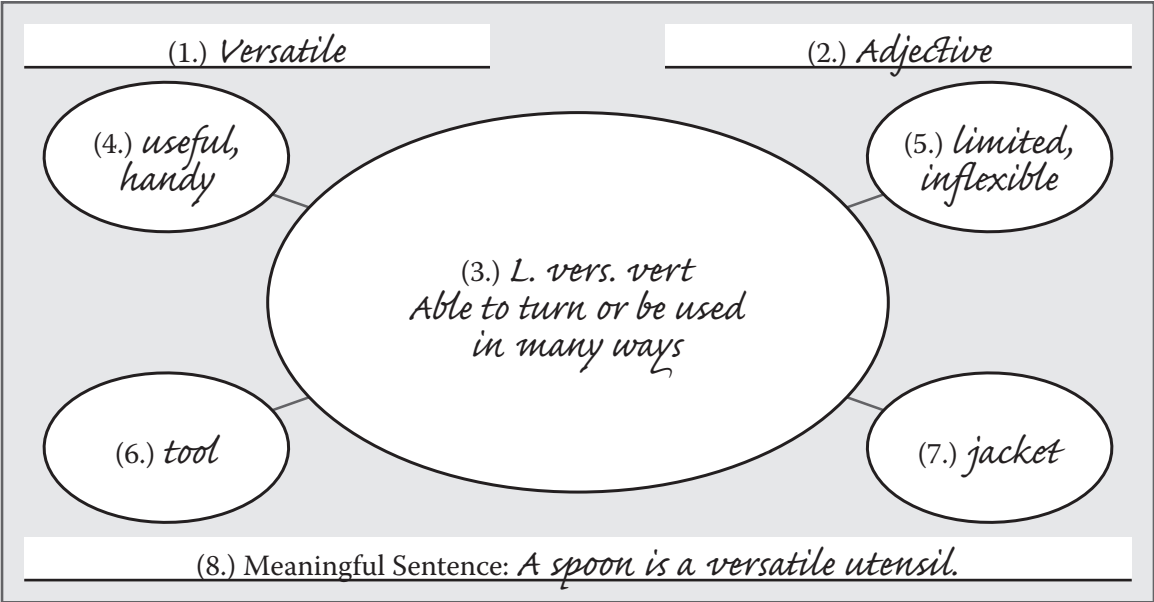 (1.) Versatile
(2.) Adjective
(4.) useful,
handy
(5.) limited,
inflexible
(3.) L. vers. vert
Able to turn or be used
in many ways
(6.) tool
(7.) jacket
(8.) Meaningful Sentence: A spoon is a versatile utensil.